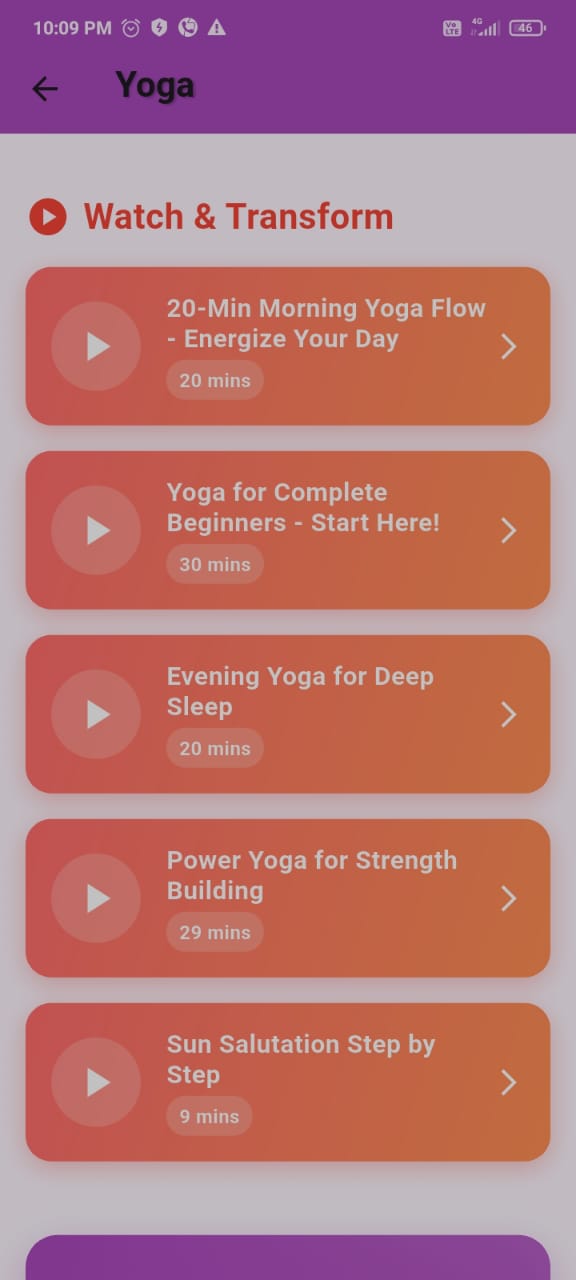 10:09 PM
Vo LTE 4G 46
Yoga
Watch & Transform
20-Min Morning Yoga Flow
- Energize Your Day
20 mins
Yoga for Complete
Beginners - Start Here!
30 mins
Evening Yoga for Deep
Sleep
20 mins
Power Yoga for Strength
Building
29 mins
Sun Salutation Step by
Step
9 mins